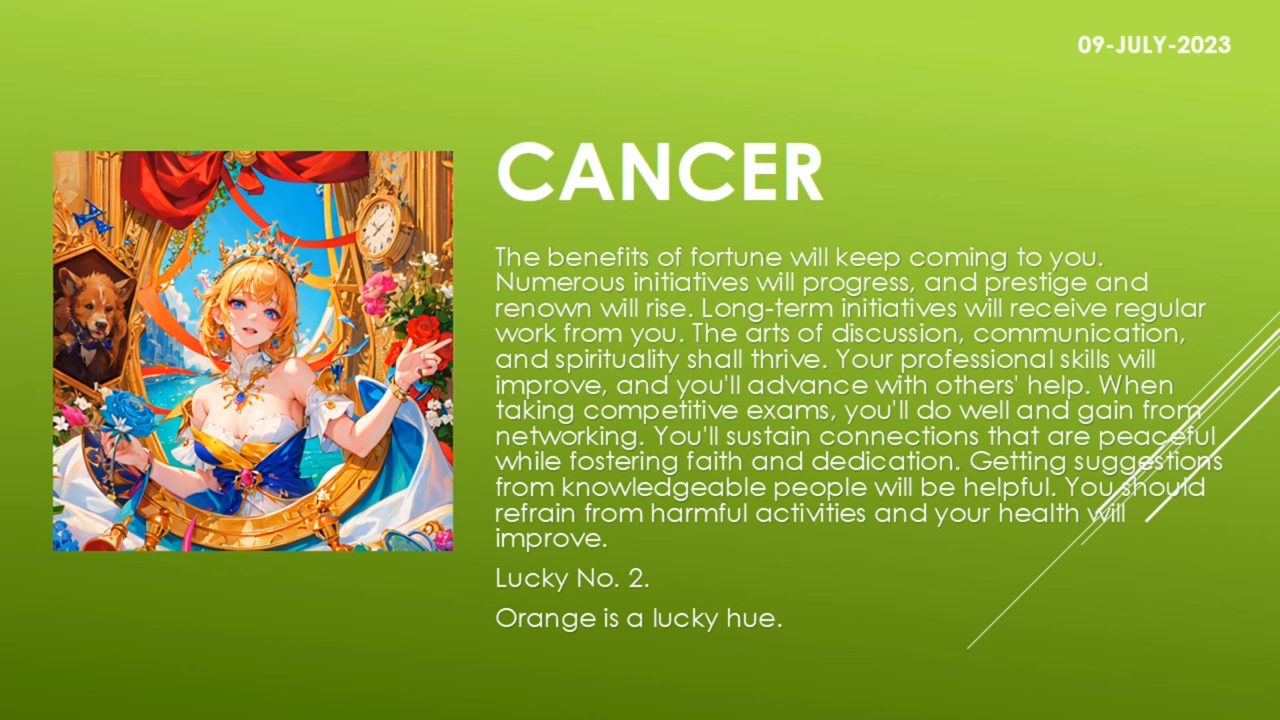 09-JULY-2023
CANCER
The benefits of fortune will keep coming to you.
Numerous initiatives will progress, and prestige and
renown will rise. Long-term initiatives will receive regular
work from you. The arts of discussion, communication,
and spirituality shall thrive. Your professional skills will
improve, and you'll advance with others' help. When
taking competitive exams, you'll do well and gain from
networking. You'll sustain connections that are peaceful
while fostering faith and dedication. Getting suggestions
from knowledgeable people will be helpful. You should
refrain from harmful activities and your health will
improve.
Lucky No. 2.
Orange is a lucky hue.